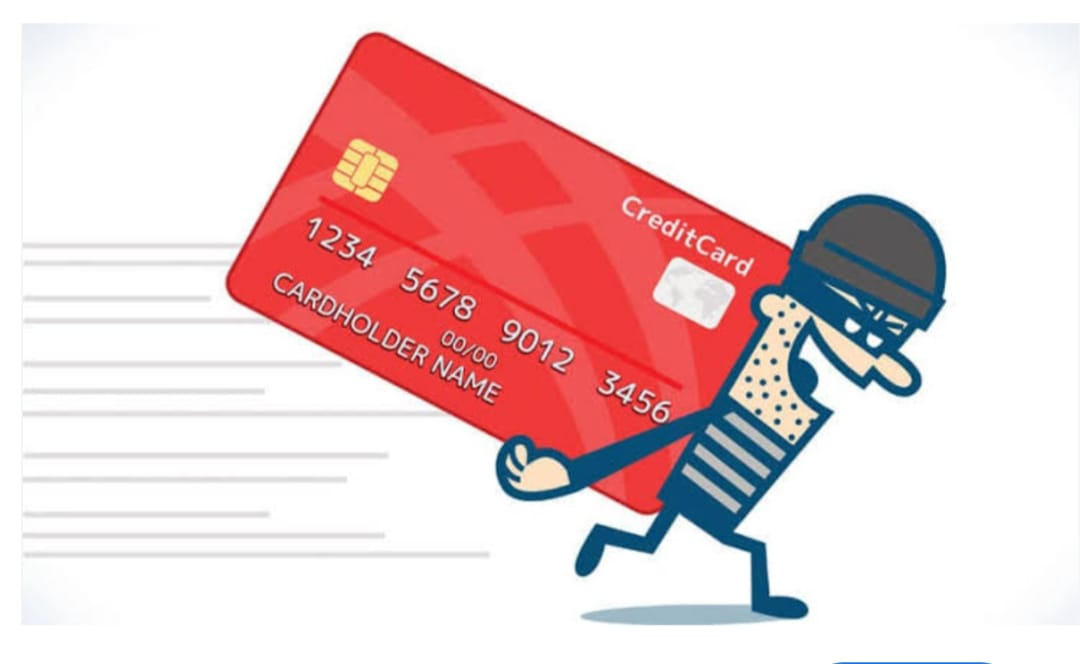 CreditCard
1234 5678 9012 3456
00/00
CARDHOLDER NAME